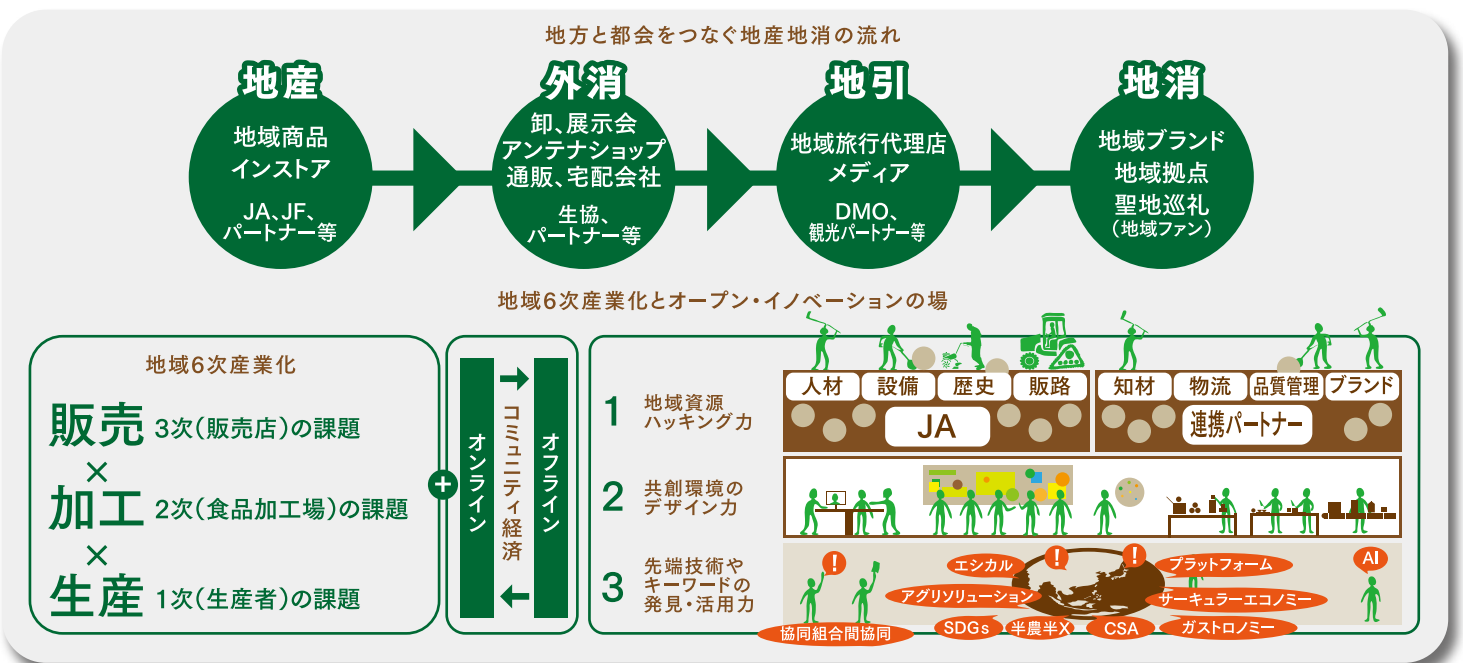 地方と都会をつなぐ地産地消の流れ
地産
地域商品
インストア
JA、JF、
パートナー等
外消
卸、展示会
アンテナショップ
通販、宅配会社
生協、
パートナー等
地引
地域旅行代理店
メディア
DMO、
観光パートナー等
地消
地域ブランド
地域拠点
聖地巡礼
(地域ファン)
地域6次産業化とオープン・イノベーションの場
地域6次産業化
販売 3次(販売店)の課題
×
加工 2次(食品加工場)の課題
×
生産 1次(生産者)の課題
+
オンライン
コミュニティ経済
オフライン
1 地域資源
ハッキング力
人材 設備 歴史 販路
JA
知材 物流 品質管理 ブランド
連携パートナー
2 共創環境の
デザイン力
3 先端技術や
キーワードの
発見・活用力
! ! !
AI
エシカル
プラットフォーム
アグリソリューション
サーキュラーエコノミー
協同組合間協同
SDGs
半農半X
CSA
ガストロノミー